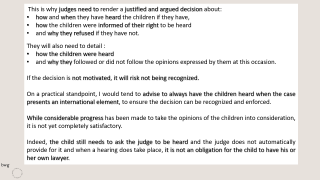 This is why judges need to render a justified and argued decision about:
• how and when they have heard the children if they have,
• how the children were informed of their right to be heard
• and why they refused if they have not.
They will also need to detail :
• how the children were heard
• and why they followed or did not follow the opinions expressed by them at this occasion.
If the decision is not motivated, it will risk not being recognized.
On a practical standpoint, I would tend to advise to always have the children heard when the case
presents an international element, to ensure the decision can be recognized and enforced.
While considerable progress has been made to take the opinions of the children into consideration,
it is not yet completely satisfactory.
Indeed, the child still needs to ask the judge to be heard and the judge does not automatically
provide for it and when a hearing does take place, it is not an obligation for the child to have his or
her own lawyer.